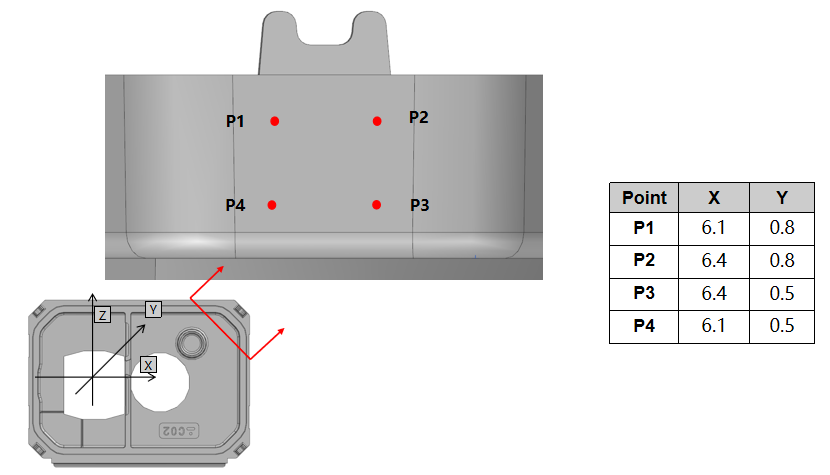 P1
P2
P4
P3
Point X Y
P1 6.1 0.8
P2 6.4 0.8
P3 6.4 0.5
P4 6.1 0.5
Z
Y
X
C02